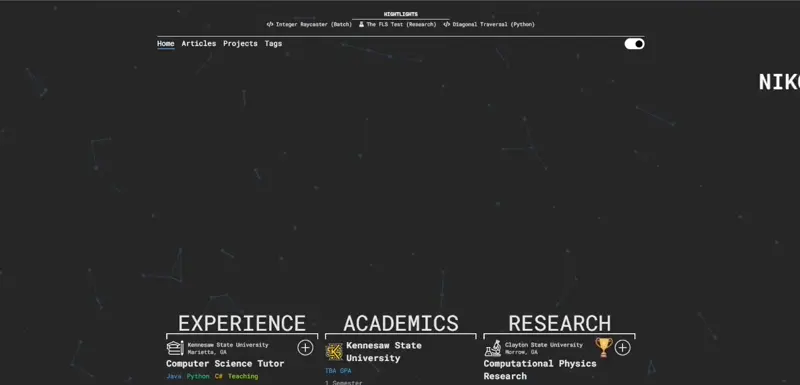 HIGHLIGHTS
</> Integer Raycaster (Batch) The FLS Test (Research) </> Diagonal Traversal (Python)
Home Articles Projects Tags
NIK
EXPERIENCE
Kennesaw State University
Marietta, GA
Computer Science Tutor
Java Python C# Teaching
ACADEMICS
Kennesaw State
University
TBA GPA
1 Semester
RESEARCH
Clayton State University
Morrow, GA
Computational Physics
Research